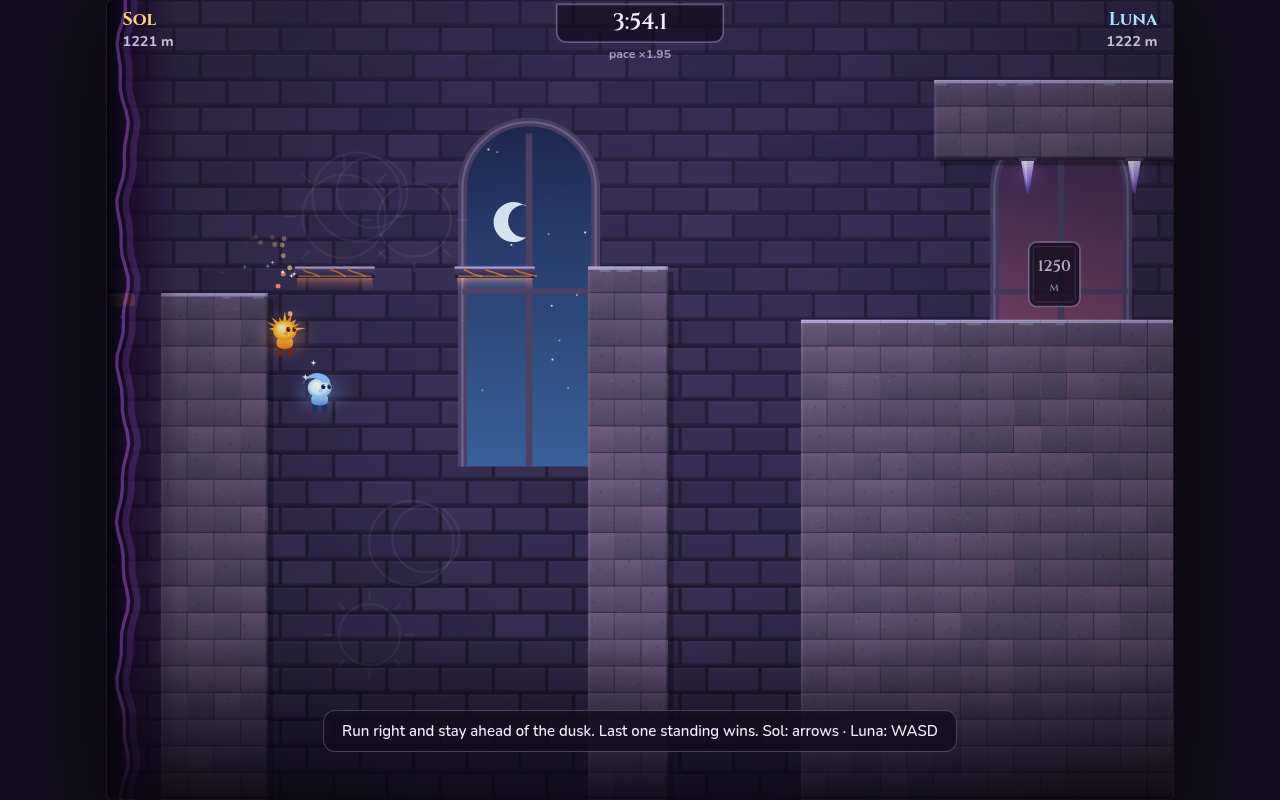 Sol
1221 m
3:54.1
pace ×1.95
Luna
1222 m
1250
M
Run right and stay ahead of the dusk. Last one standing wins. Sol: arrows · Luna: WASD